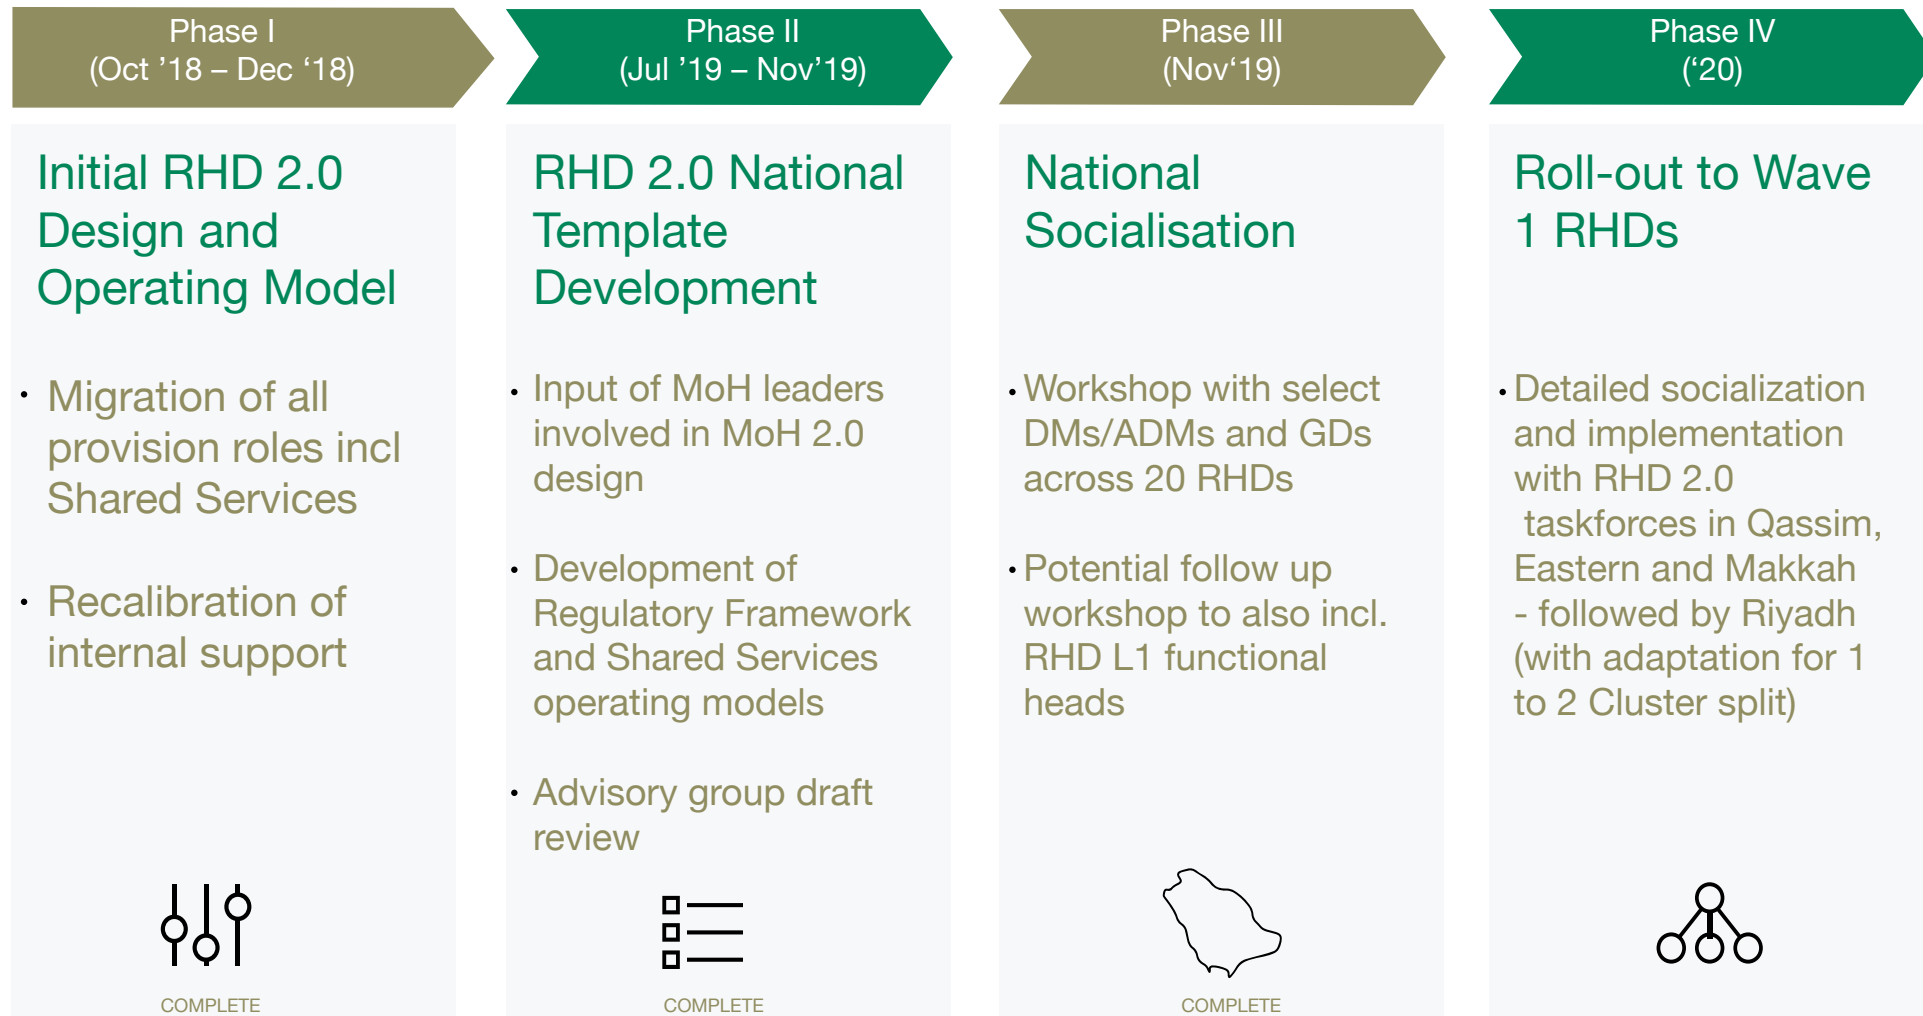 Phase I
(Oct ’18 – Dec ‘18)
Initial RHD 2.0
Design and
Operating Model
• Migration of all
provision roles incl
Shared Services
• Recalibration of
internal support
COMPLETE
Phase II
(Jul ’19 – Nov’19)
RHD 2.0 National
Template
Development
• Input of MoH leaders
involved in MoH 2.0
design
• Development of
Regulatory Framework
and Shared Services
operating models
• Advisory group draft
review
COMPLETE
Phase III
(Nov‘19)
National
Socialisation
• Workshop with select
DMs/ADMs and GDs
across 20 RHDs
• Potential follow up
workshop to also incl.
RHD L1 functional
heads
COMPLETE
Phase IV
(‘20)
Roll-out to Wave
1 RHDs
• Detailed socialization
and implementation
with RHD 2.0
taskforces in Qassim,
Eastern and Makkah
- followed by Riyadh
(with adaptation for 1
to 2 Cluster split)